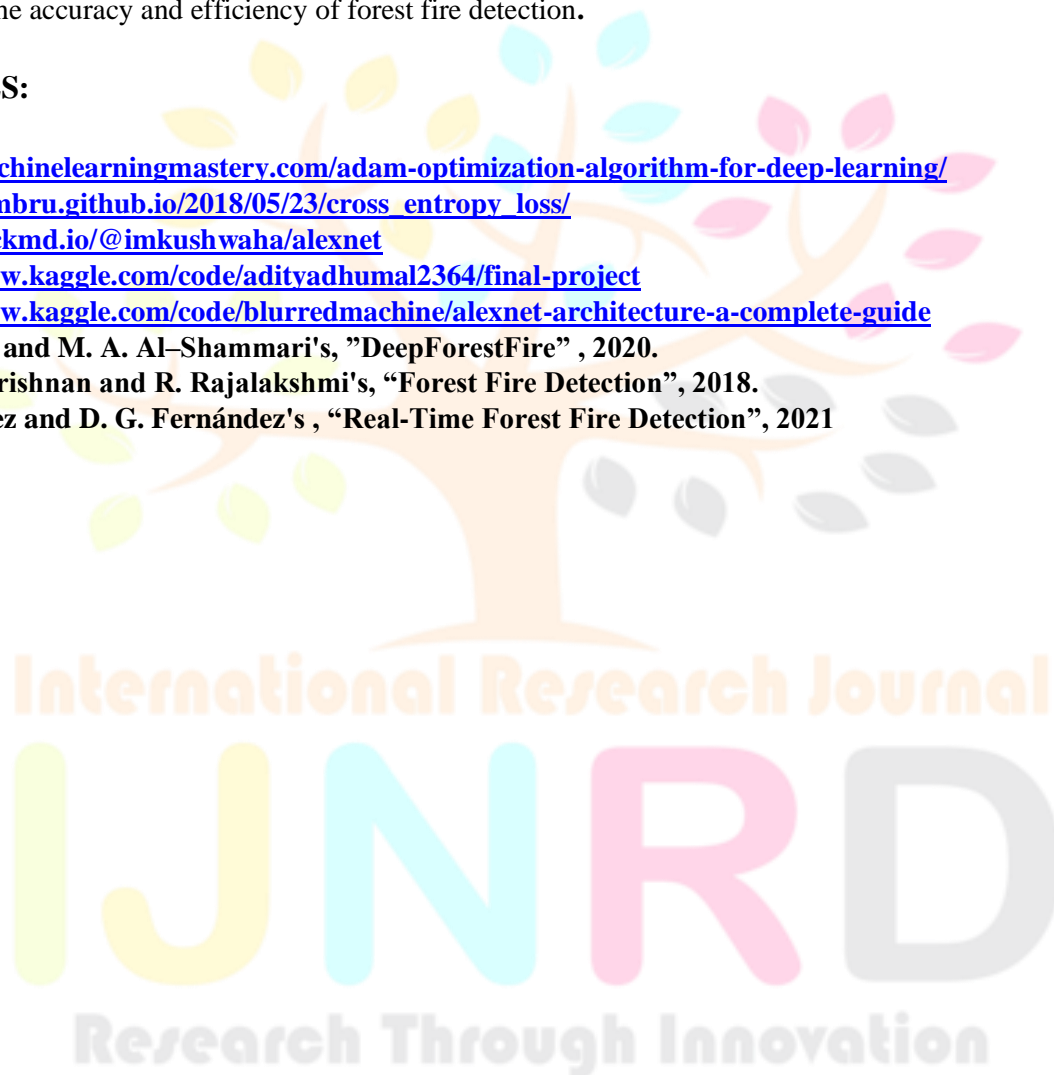 ne accuracy and efficiency of forest fire detection.
S:
chinelearningmastery.com/adam-optimization-algorithm-for-deep-learning/
mbru.github.io/2018/05/23/cross_entropy_loss/
ckmd.io/@imkushwaha/alexnet
w.kaggle.com/code/adityadhumal2364/final-project
w.kaggle.com/code/blurredmachine/alexnet-architecture-a-complete-guide
and M. A. Al–Shammari's, ”DeepForestFire” , 2020.
rishnan and R. Rajalakshmi's, “Forest Fire Detection”, 2018.
ez and D. G. Fernández's , “Real-Time Forest Fire Detection”, 2021
International Research Journal
IJNRD
Research Through Innovation